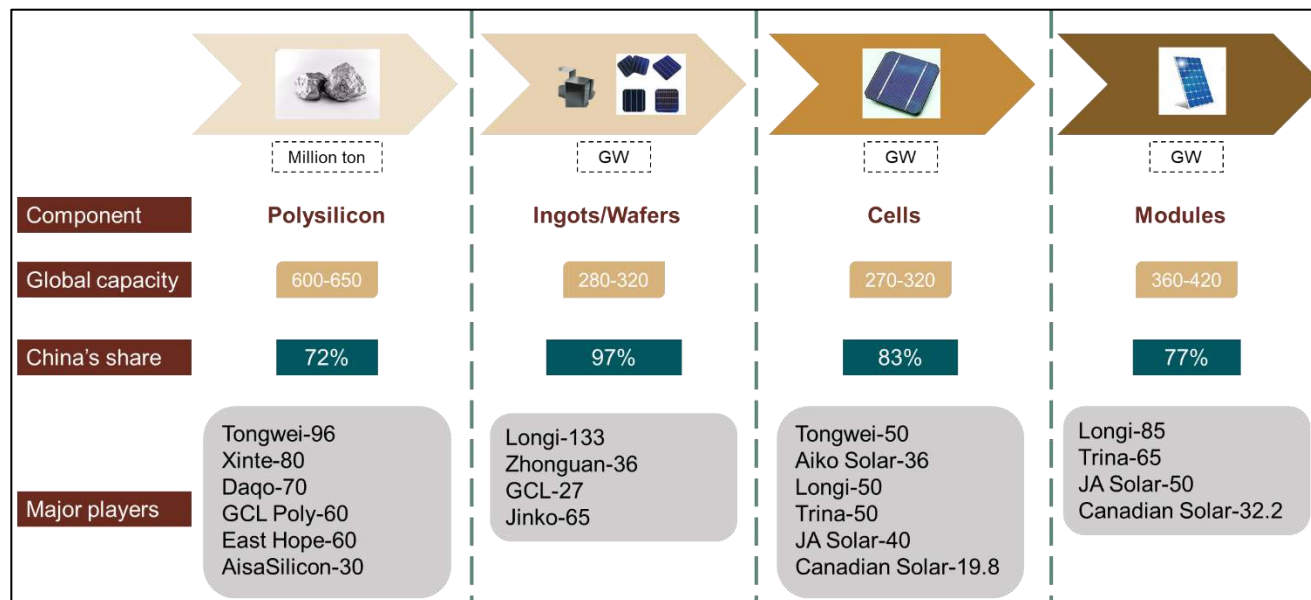 Million ton
GW
GW
GW
Component
Polysilicon
Ingots/Wafers
Cells
Modules
Global capacity
600-650
280-320
270-320
360-420
China's share
72%
97%
83%
77%
Major players
Tongwei-96
Xinte-80
Daqo-70
GCL Poly-60
East Hope-60
AisaSilicon-30
Longi-133
Zhonguan-36
GCL-27
Jinko-65
Tongwei-50
Aiko Solar-36
Longi-50
Trina-50
JA Solar-40
Canadian Solar-19.8
Longi-85
Trina-65
JA Solar-50
Canadian Solar-32.2